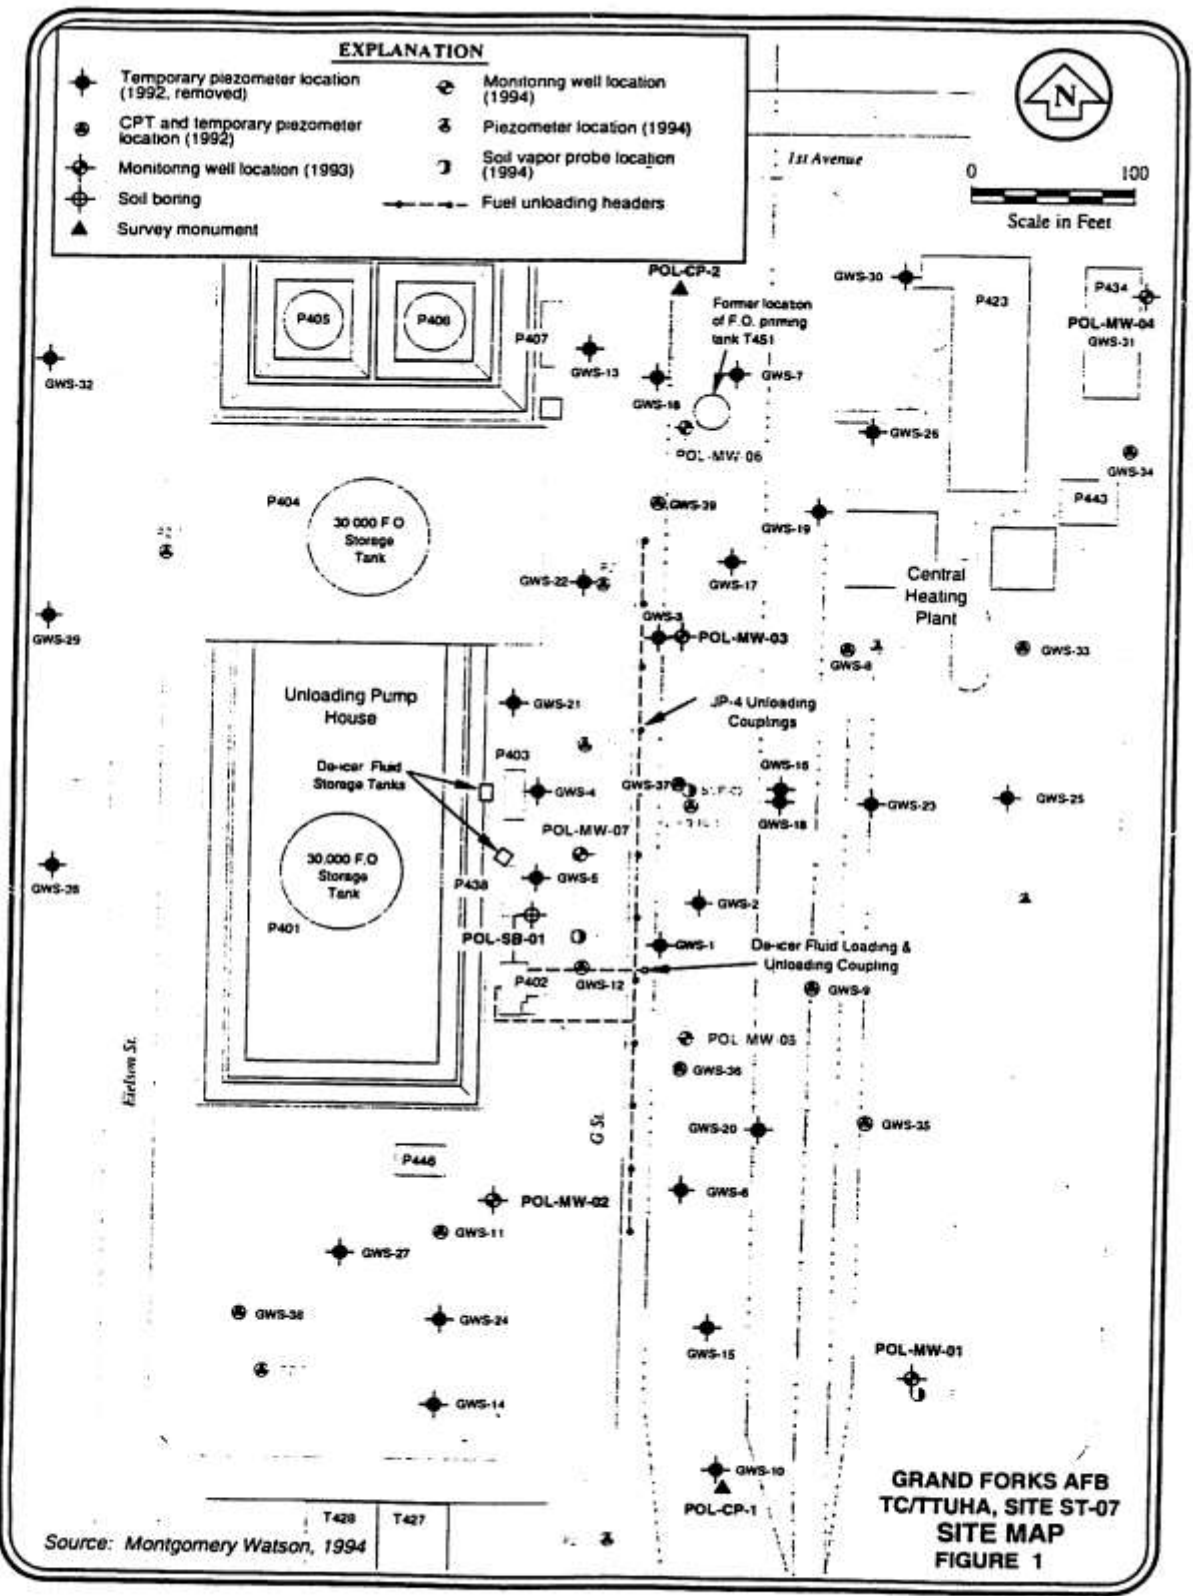 EXPLANATION
Temporary piezometer location
(1992, removed)
CPT and temporary piezometer
location (1992)
Monitoring well location (1993)
Soil boring
Survey monument
Monitoring well location
(1994)
Piezometer location (1994)
Soil vapor probe location
(1994)
Fuel unloading headers
N
1st Avenue
0 100
Scale in Feet
POL-CP-2
GWS-30
P423
P434
POL-MW-04
GWS-31
Former location
of F.O. priming
tank T451
P405
P406
P407
GWS-32
GWS-13
GWS-7
GWS-26
POL-MW-06
GWS-34
P443
P404
30 000 F O
Storage
Tank
GWS-39
GWS-19
GWS-22
GWS-17
Central
Heating
Plant
GWS-29
GWS-3
POL-MW-03
GWS-8
GWS-33
Unloading Pump
House
GWS-21
JP-4 Unloading
Couplings
P403
De-icer Fluid
Storage Tanks
GWS-4
GWS-37
GWS-16
GWS-18
GWS-23
GWS-25
POL-MW-07
30,000 F.O
Storage
Tank
GWS-28
P438
GWS-5
GWS-2
P401
POL-SB-01
GWS-1
De-icer Fluid Loading &
Unloading Coupling
P402
GWS-12
GWS-9
POL-MW-05
GWS-36
Eielson St.
G St.
GWS-20
GWS-35
P446
GWS-6
POL-MW-02
GWS-11
GWS-27
GWS-38
GWS-24
GWS-15
POL-MW-01
GWS-14
GWS-10
POL-CP-1
T428
T427
Source: Montgomery Watson, 1994
GRAND FORKS AFB
TC/TTUHA, SITE ST-07
SITE MAP
FIGURE 1